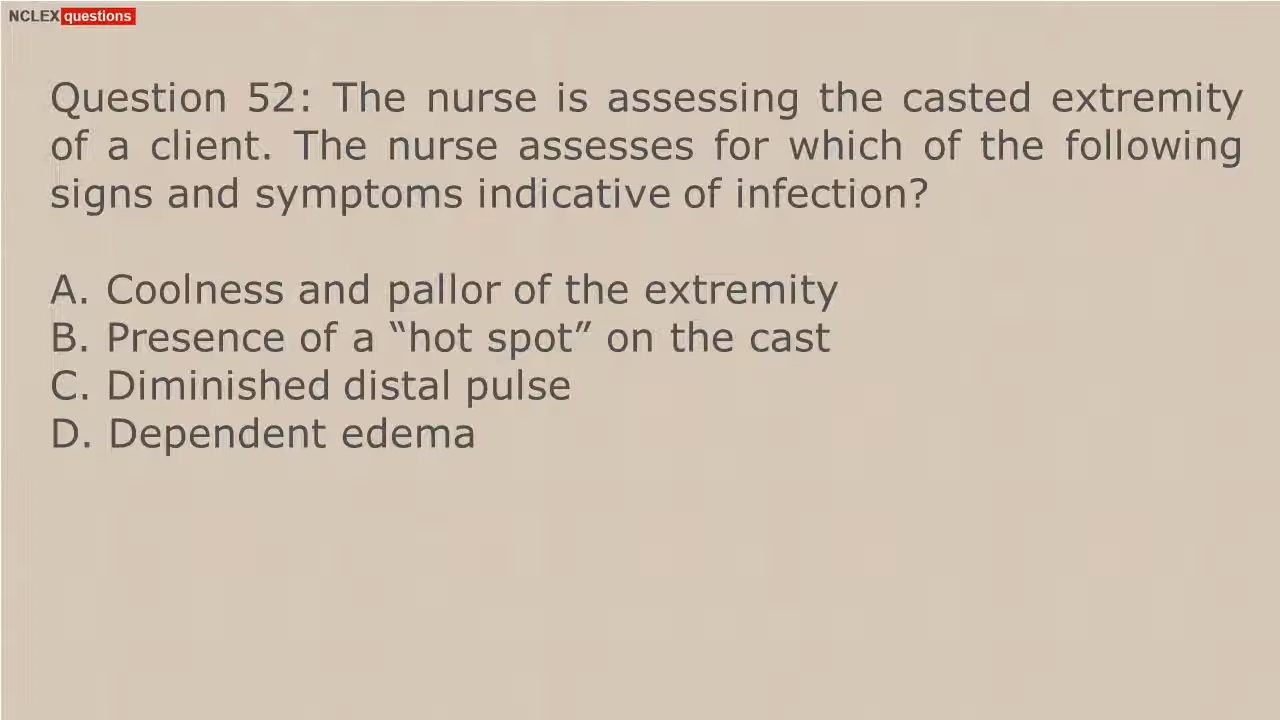 NCLEX questions
Question 52: The nurse is assessing the casted extremity
of a client. The nurse assesses for which of the following
signs and symptoms indicative of infection?
A. Coolness and pallor of the extremity
B. Presence of a “hot spot” on the cast
C. Diminished distal pulse
D. Dependent edema